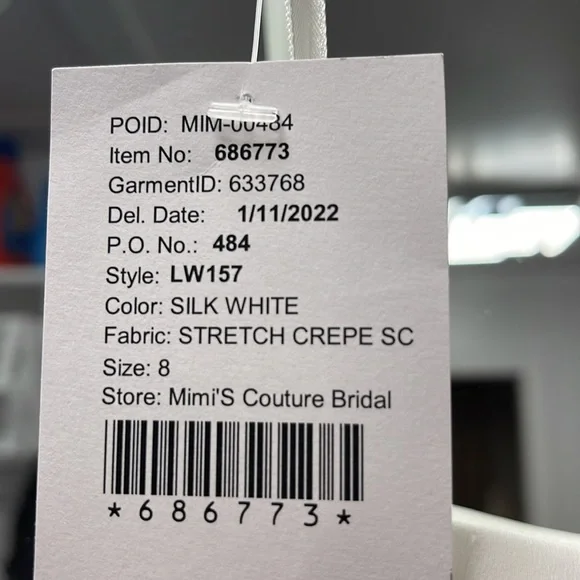 POID: MIM-00484
Item No: 686773
GarmentID: 633768
Del. Date: 1/11/2022
P.O. No.: 484
Style: LW157
Color: SILK WHITE
Fabric: STRETCH CREPE SC
Size: 8
Store: Mimi'S Couture Bridal
*686773*